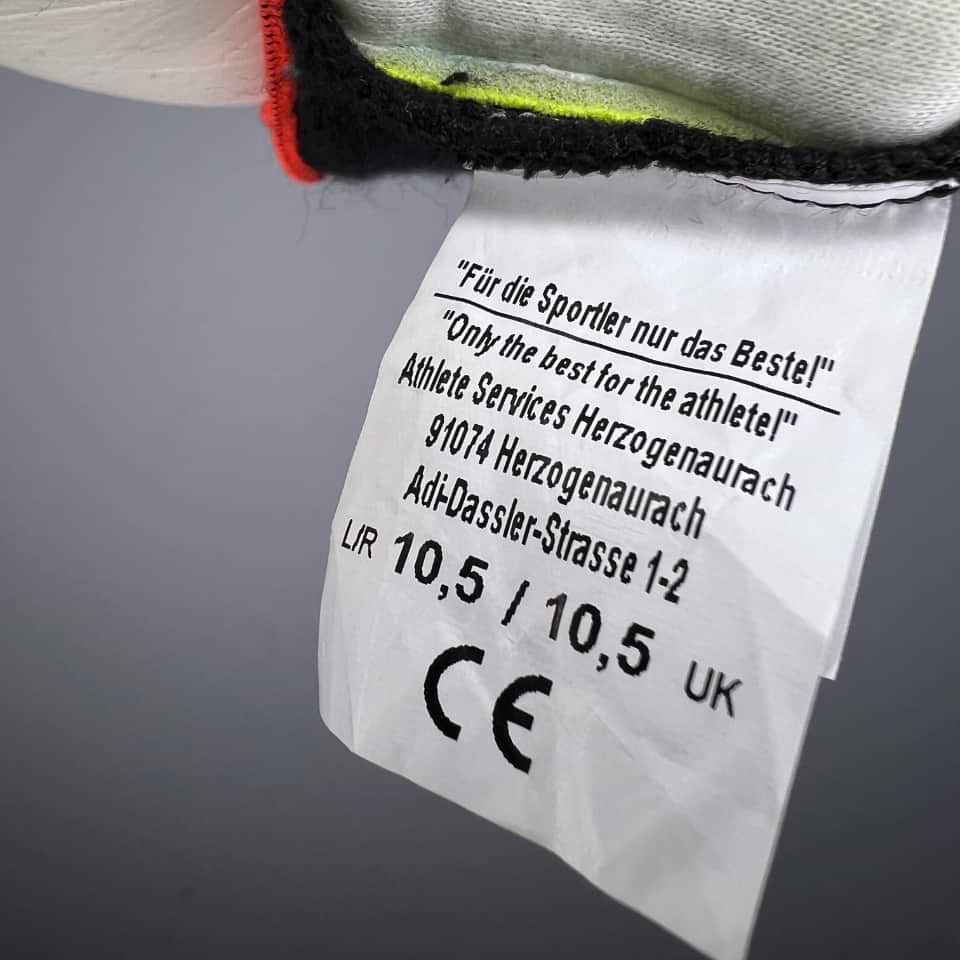 "Für die Sportler nur das Beste!"
"Only the best for the athlete!"
Athlete Services Herzogenaurach
91074 Herzogenaurach
Adi-Dassler-Strasse 1-2
L/R 10,5 / 10,5 UK
CE